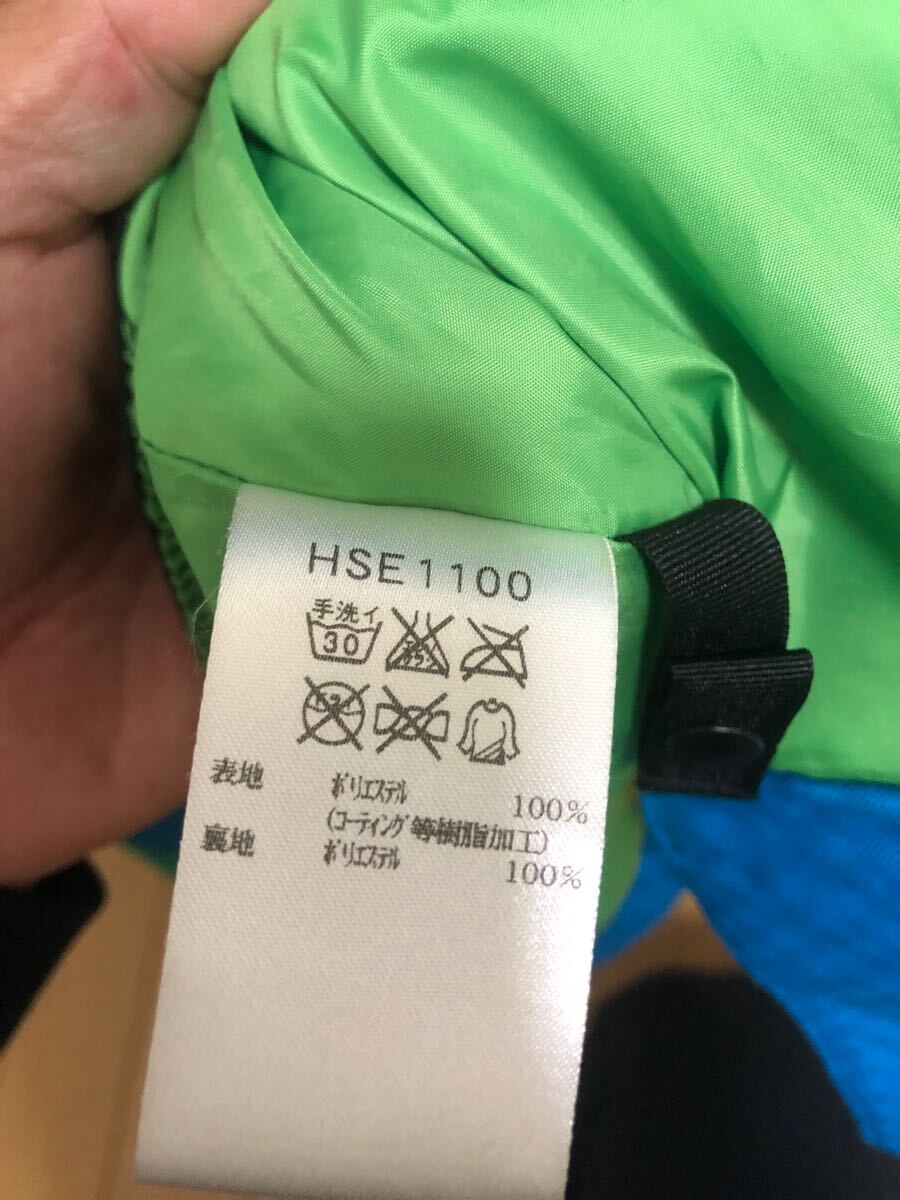 HSE1100
手洗イ
30
表地 ポリエステル 100%
(コーティング等樹脂加工)
裏地 ポリエステル 100%